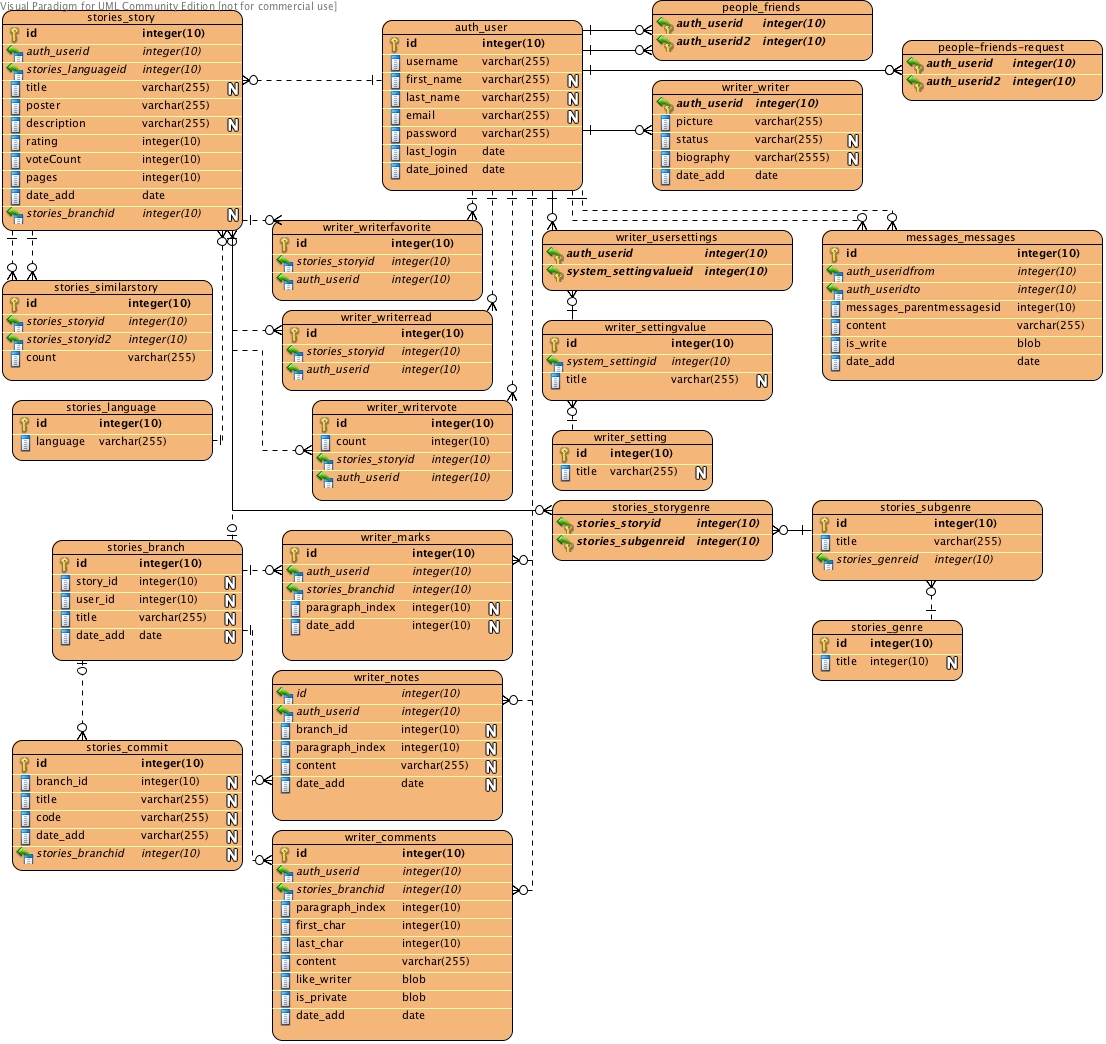 Visual Paradigm for UML Community Edition [not for commercial use]
stories_story
id integer(10)
auth_userid integer(10)
stories_languageid integer(10)
title varchar(255) N
poster varchar(255)
description varchar(255) N
rating integer(10)
voteCount integer(10)
pages integer(10)
date_add date
stories_branchid integer(10) N
auth_user
id integer(10)
username varchar(255)
first_name varchar(255) N
last_name varchar(255) N
email varchar(255) N
password varchar(255)
last_login date
date_joined date
people_friends
auth_userid integer(10)
auth_userid2 integer(10)
people-friends-request
auth_userid integer(10)
auth_userid2 integer(10)
writer_writer
auth_userid integer(10)
picture varchar(255)
status varchar(255) N
biography varchar(2555) N
date_add date
writer_writerfavorite
id integer(10)
stories_storyid integer(10)
auth_userid integer(10)
writer_usersettings
auth_userid integer(10)
system_settingvalueid integer(10)
messages_messages
id integer(10)
auth_useridfrom integer(10)
auth_useridto integer(10)
messages_parentmessagesid integer(10)
content varchar(255)
is_write blob
date_add date
stories_similarstory
id integer(10)
stories_storyid integer(10)
stories_storyid2 integer(10)
count varchar(255)
writer_writerread
id integer(10)
stories_storyid integer(10)
auth_userid integer(10)
writer_settingvalue
id integer(10)
system_settingid integer(10)
title varchar(255) N
stories_language
id integer(10)
language varchar(255)
writer_writervote
id integer(10)
count integer(10)
stories_storyid integer(10)
auth_userid integer(10)
writer_setting
id integer(10)
title varchar(255) N
stories_storygenre
stories_storyid integer(10)
stories_subgenreid integer(10)
stories_subgenre
id integer(10)
title varchar(255)
stories_genreid integer(10)
stories_branch
id integer(10)
story_id integer(10) N
user_id integer(10) N
title varchar(255) N
date_add date N
writer_marks
id integer(10)
auth_userid integer(10)
stories_branchid integer(10)
paragraph_index integer(10) N
date_add integer(10) N
stories_genre
id integer(10)
title integer(10) N
writer_notes
id integer(10)
auth_userid integer(10)
branch_id integer(10) N
paragraph_index integer(10) N
content varchar(255) N
date_add date N
stories_commit
id integer(10)
branch_id integer(10) N
title varchar(255) N
code varchar(255) N
date_add varchar(255) N
stories_branchid integer(10) N
writer_comments
id integer(10)
auth_userid integer(10)
stories_branchid integer(10)
paragraph_index integer(10)
first_char integer(10)
last_char integer(10)
content varchar(255)
like_writer blob
is_private blob
date_add date